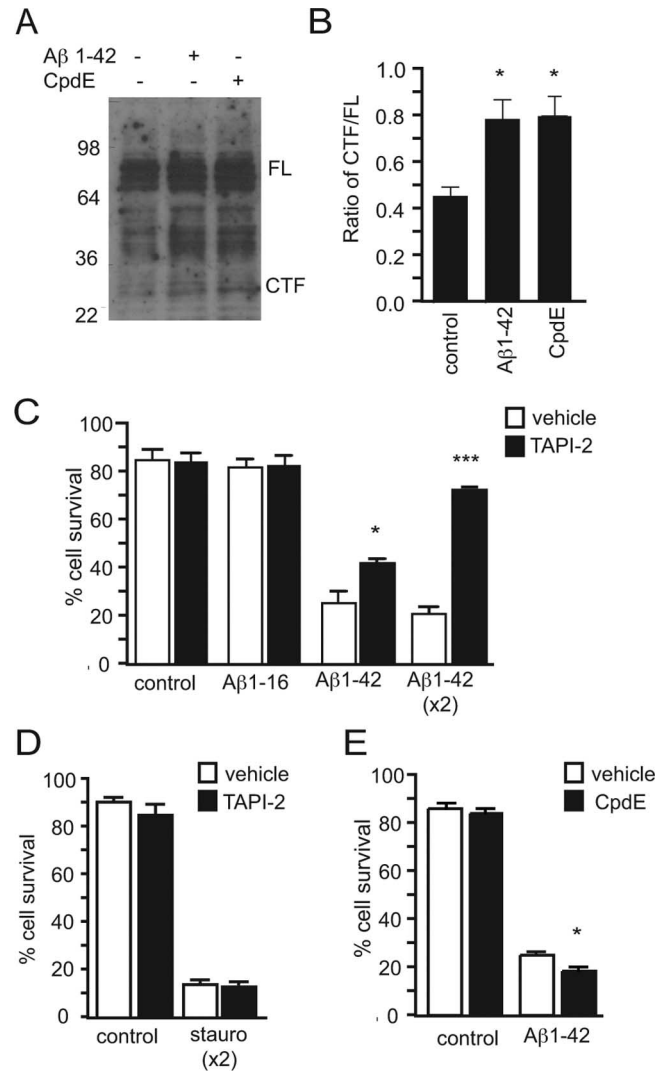 A
Aβ 1-42 - + -
CpdE - - +
98
64
36
22
FL
CTF
B
* *
Ratio of CTF/FL
1.0
0.8
0.6
0.4
0.2
0.0
control
Aβ1-42
CpdE
C
vehicle
TAPI-2
% cell survival
100
80
60
40
20
0
*
***
control Aβ1-16 Aβ1-42 Aβ1-42
(x2)
D
vehicle
TAPI-2
% cell survival
100
80
60
40
20
0
control stauro
(x2)
E
vehicle
CpdE
% cell survival
100
80
60
40
20
0
*
control Aβ1-42